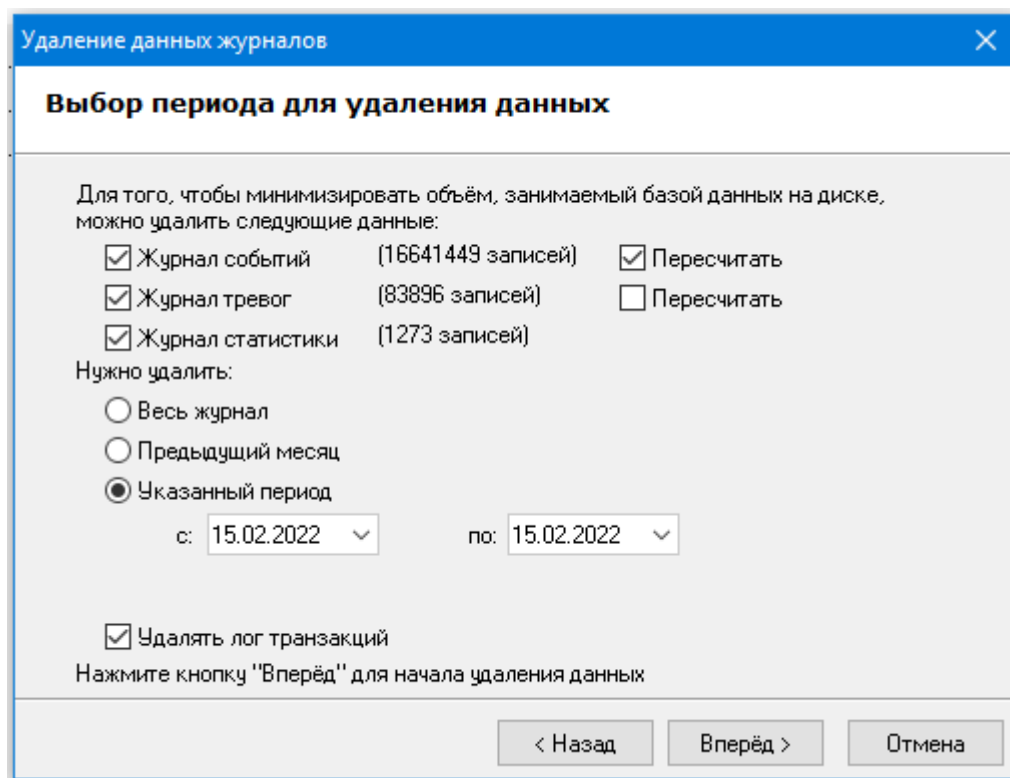 Удаление данных журналов
Выбор периода для удаления данных
Для того, чтобы минимизировать объём, занимаемый базой данных на диске,
можно удалить следующие данные:
Журнал событий (16641449 записей) Пересчитать
Журнал тревог (83896 записей) Пересчитать
Журнал статистики (1273 записей)
Нужно удалить:
Весь журнал
Предыдущий месяц
Указанный период
с: 15.02.2022 по: 15.02.2022
Удалять лог транзакций
Нажмите кнопку "Вперёд" для начала удаления данных
< Назад Вперёд > Отмена